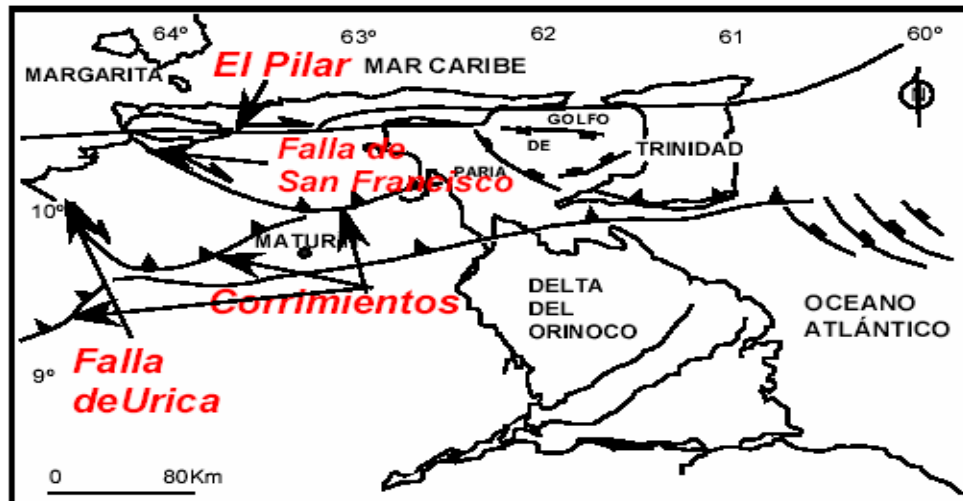 64º
63º
62
61
60º
MARGARITA
El Pilar
MAR CARIBE
N
GOLFO
DE
PARIA
TRINIDAD
Falla de
San Francisco
10º
MATURI
Corrimientos
DELTA
DEL
ORINOCO
OCEANO
ATLÁNTICO
9º
Falla
deUrica
0
80Km